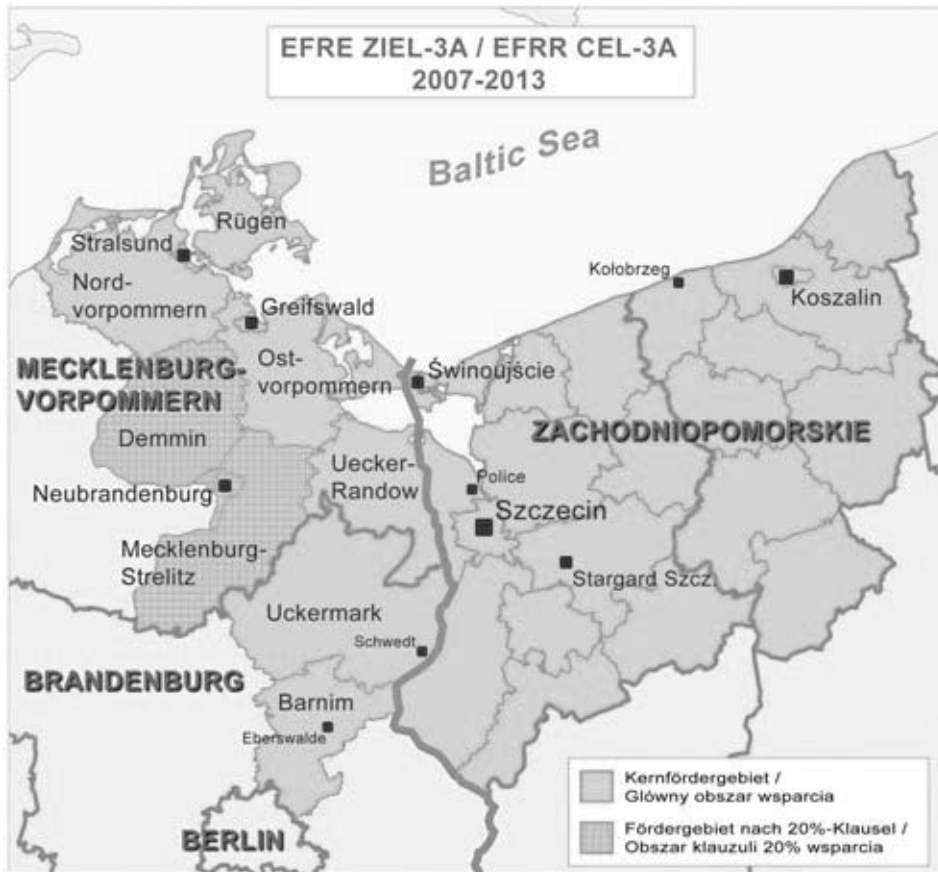 EFRE ZIEL-3A / EFRR CEL-3A
2007-2013
Baltic Sea
Rügen
Stralsund
Nord-
vorpommern
Greifswald
Kołobrzeg
Koszalin
MECKLENBURG-
VORPOMMERN
Ost-
vorpommern
Świnoujście
ZACHODNIOPOMORSKIE
Demmin
Neubrandenburg
Uecker-
Randow
Police
Szczecin
Mecklenburg-
Strelitz
Stargard Szcz.
Uckermark
Schwedt
BRANDENBURG
Barnim
Eberswalde
BERLIN
Kernfördergebiet /
Glówny obszar wsparcia
Fördergebiet nach 20%-Klausel /
Obszar klauzuli 20% wsparcia